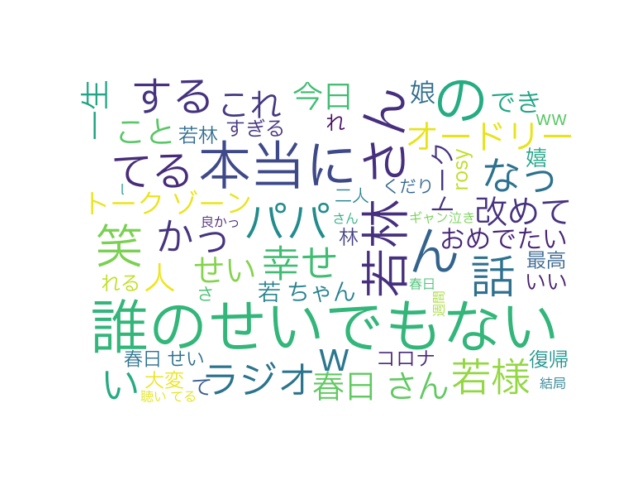 一生
する
これ
今日
娘
の
でき
ww
こと
若林
すぎる
れ
若林さん
オードリー
嬉
てる
本当に
トーク
rosy
なっ
トーク ゾーン
良かっ
パパ
二人
くだり
さん
ギャン泣き
改めて
笑
かっ
林
ん
おめでたい
れる
人
せい
幸せ
話
最高
いい
さ
若 ちゃん
春日
週間
誰のせいでもない
春日 せい
w
コロナ
復帰
い
大変
て
ラジオ
春日 さん
若様
結局
聴い てる